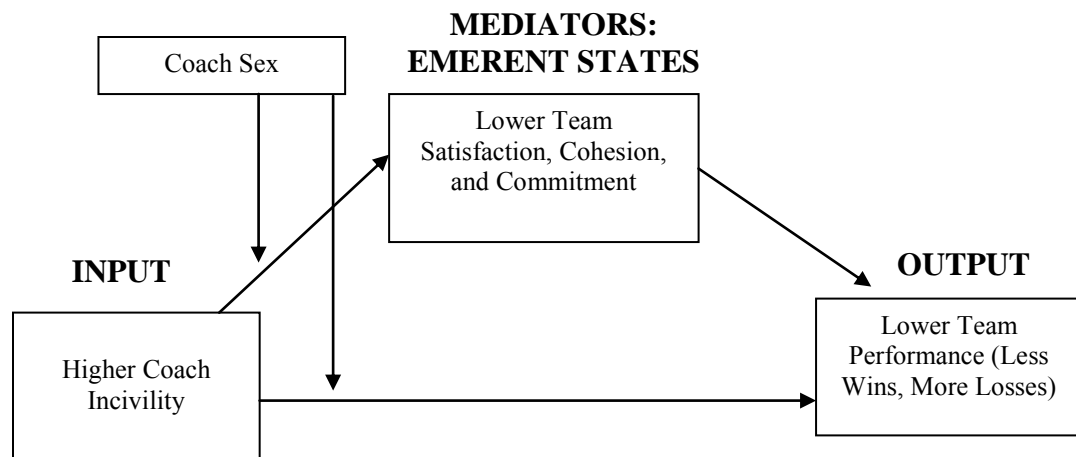 MEDIATORS:
EMERENT STATES
Coach Sex
Lower Team
Satisfaction, Cohesion,
and Commitment
INPUT
OUTPUT
Higher Coach
Incivility
Lower Team
Performance (Less
Wins, More Losses)